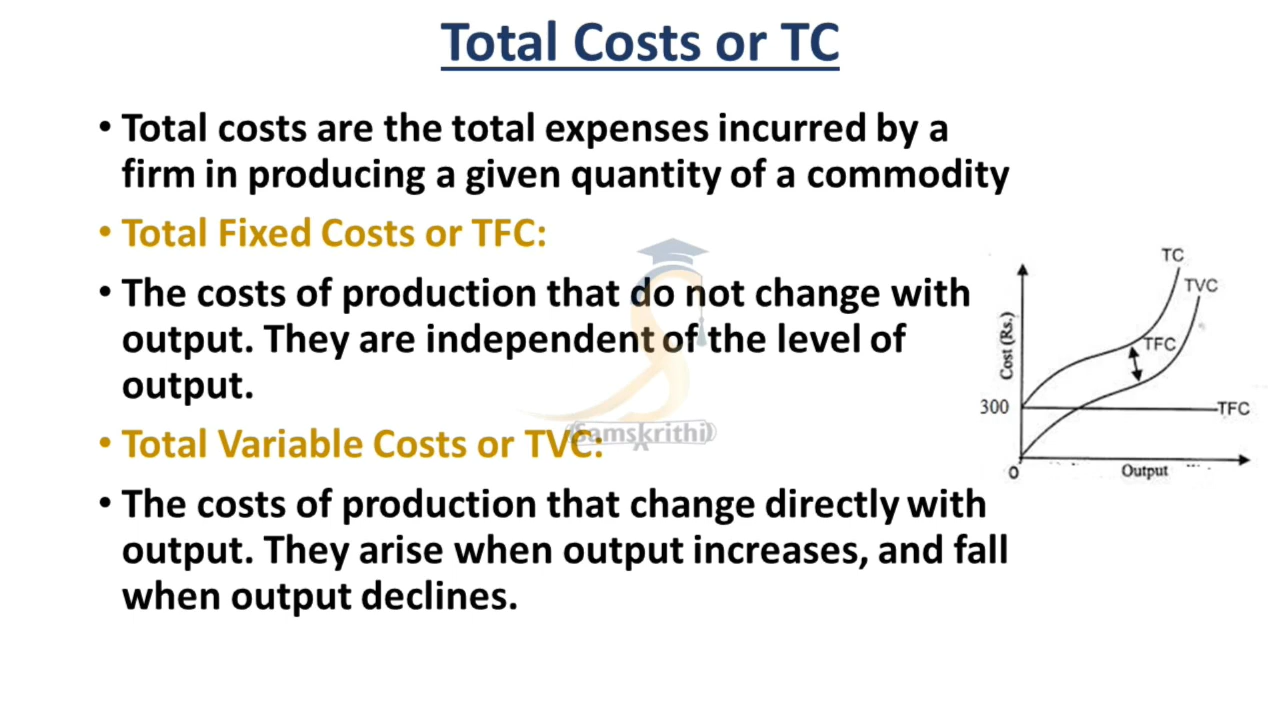 Total Costs or TC
• Total costs are the total expenses incurred by a
firm in producing a given quantity of a commodity
• Total Fixed Costs or TFC:
• The costs of production that do not change with
output. They are independent of the level of
output.
• Total Variable Costs or TVC:
• The costs of production that change directly with
output. They arise when output increases, and fall
when output declines.
Samskrithi
TC
TVC
TFC
Cost (Rs.)
300
TFC
0
Output